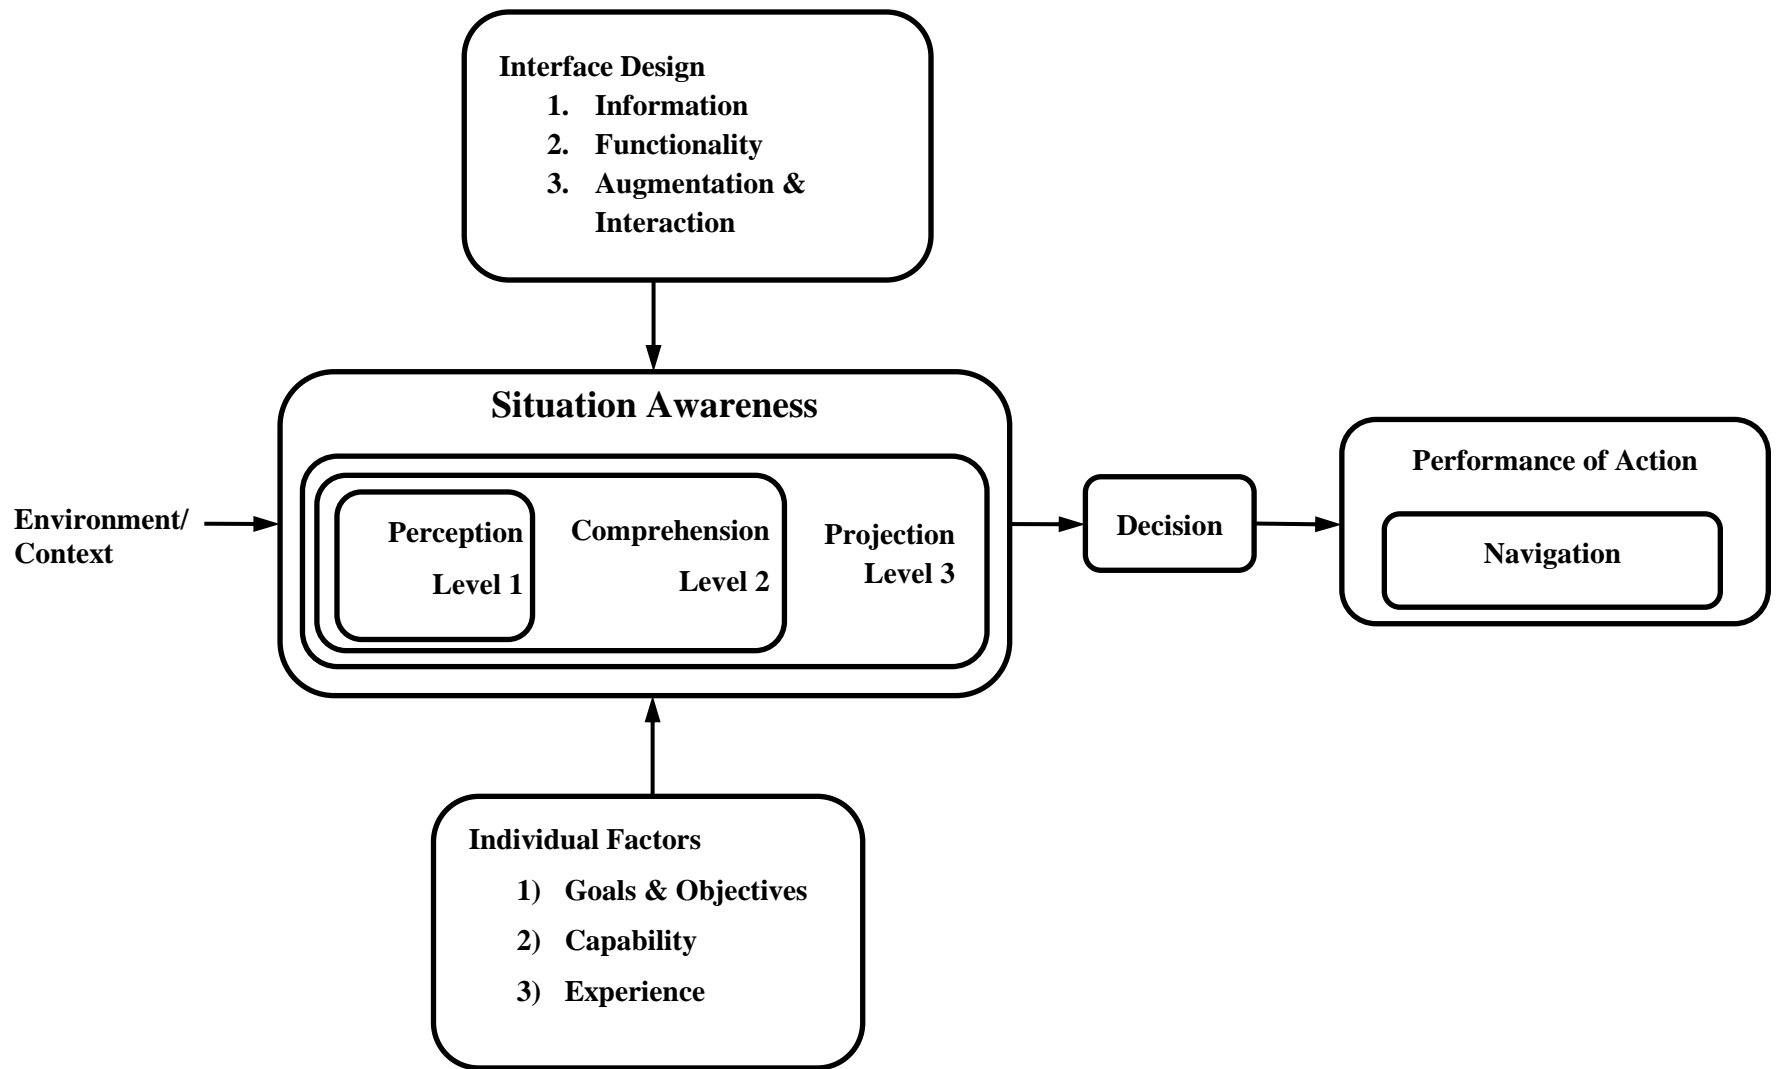 Interface Design
1. Information
2. Functionality
3. Augmentation &
Interaction
Situation Awareness
Environment/
Context
Perception
Level 1
Comprehension
Level 2
Projection
Level 3
Decision
Performance of Action
Navigation
Individual Factors
1) Goals & Objectives
2) Capability
3) Experience